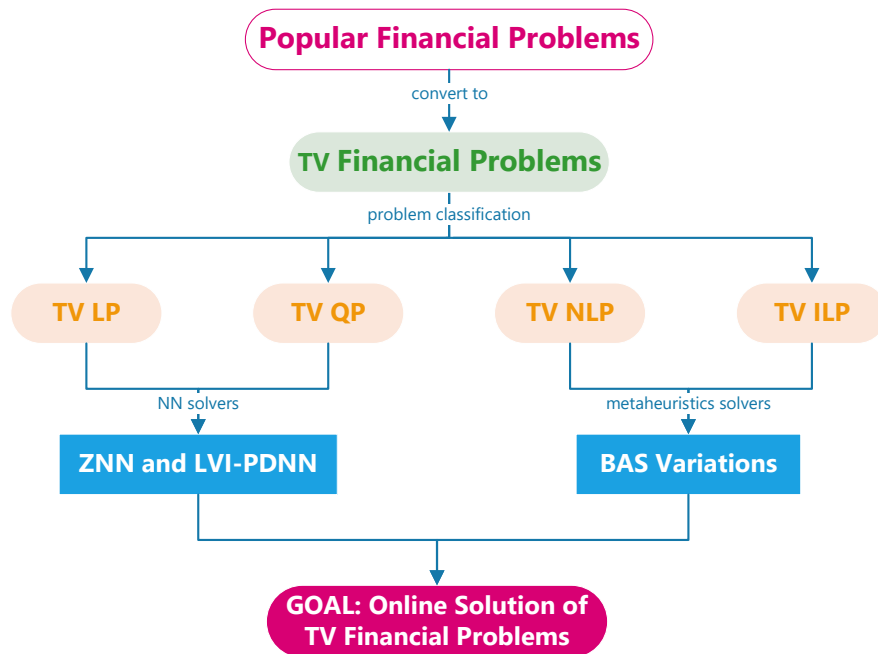 Popular Financial Problems
convert to
TV Financial Problems
problem classification
TV LP
TV QP
TV NLP
TV ILP
NN solvers
metaheuristics solvers
ZNN and LVI-PDNN
BAS Variations
GOAL: Online Solution of
TV Financial Problems